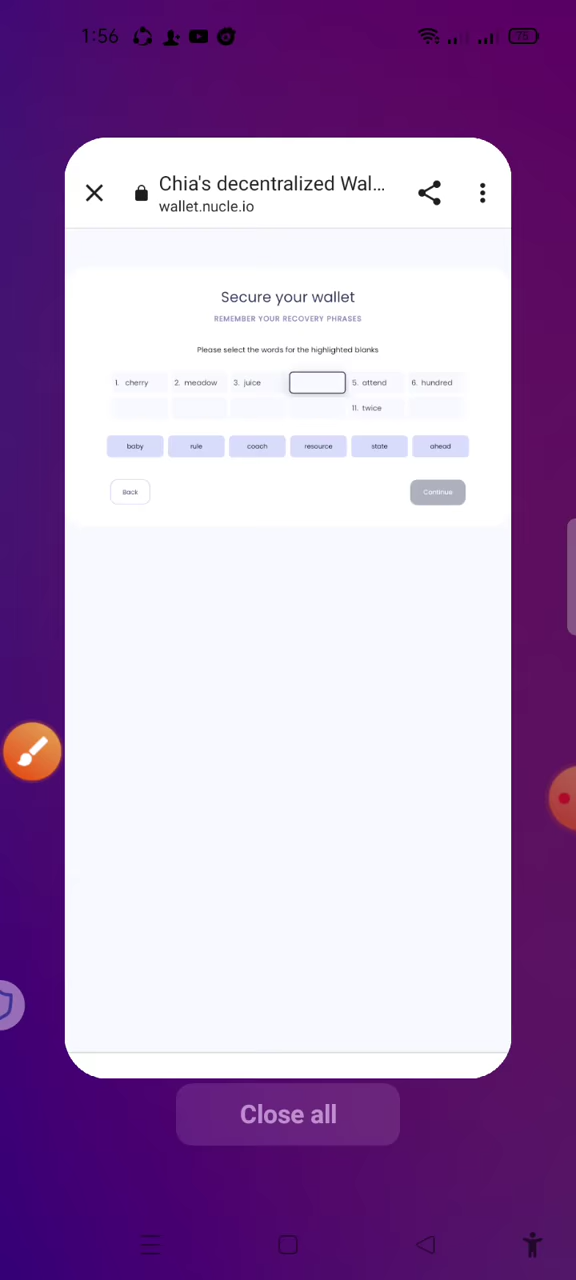 1:56 75
Chia's decentralized Wal...
wallet.nucle.io
Secure your wallet
REMEMBER YOUR RECOVERY PHRASES
Please select the words for the highlighted blanks
1. cherry 2. meadow 3. juice 5. attend 6. hundred
11. twice
baby rule coach resource state ahead
Back Continue
Close all